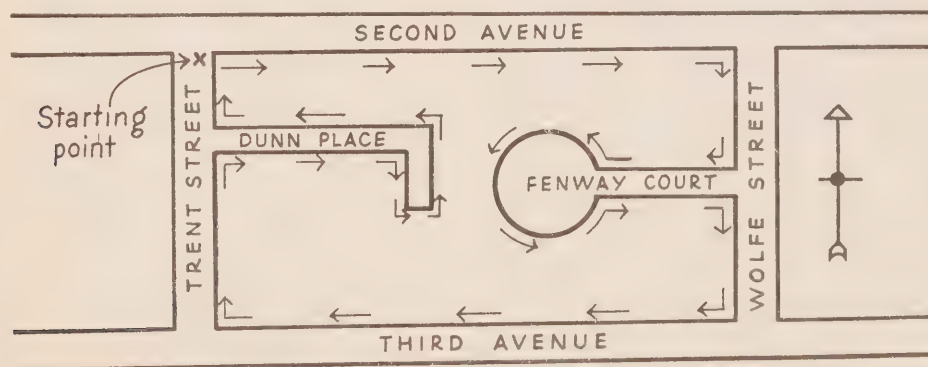 SECOND AVENUE
x
Starting
point
TRENT STREET
DUNN PLACE
FENWAY COURT
WOLFE STREET
THIRD AVENUE